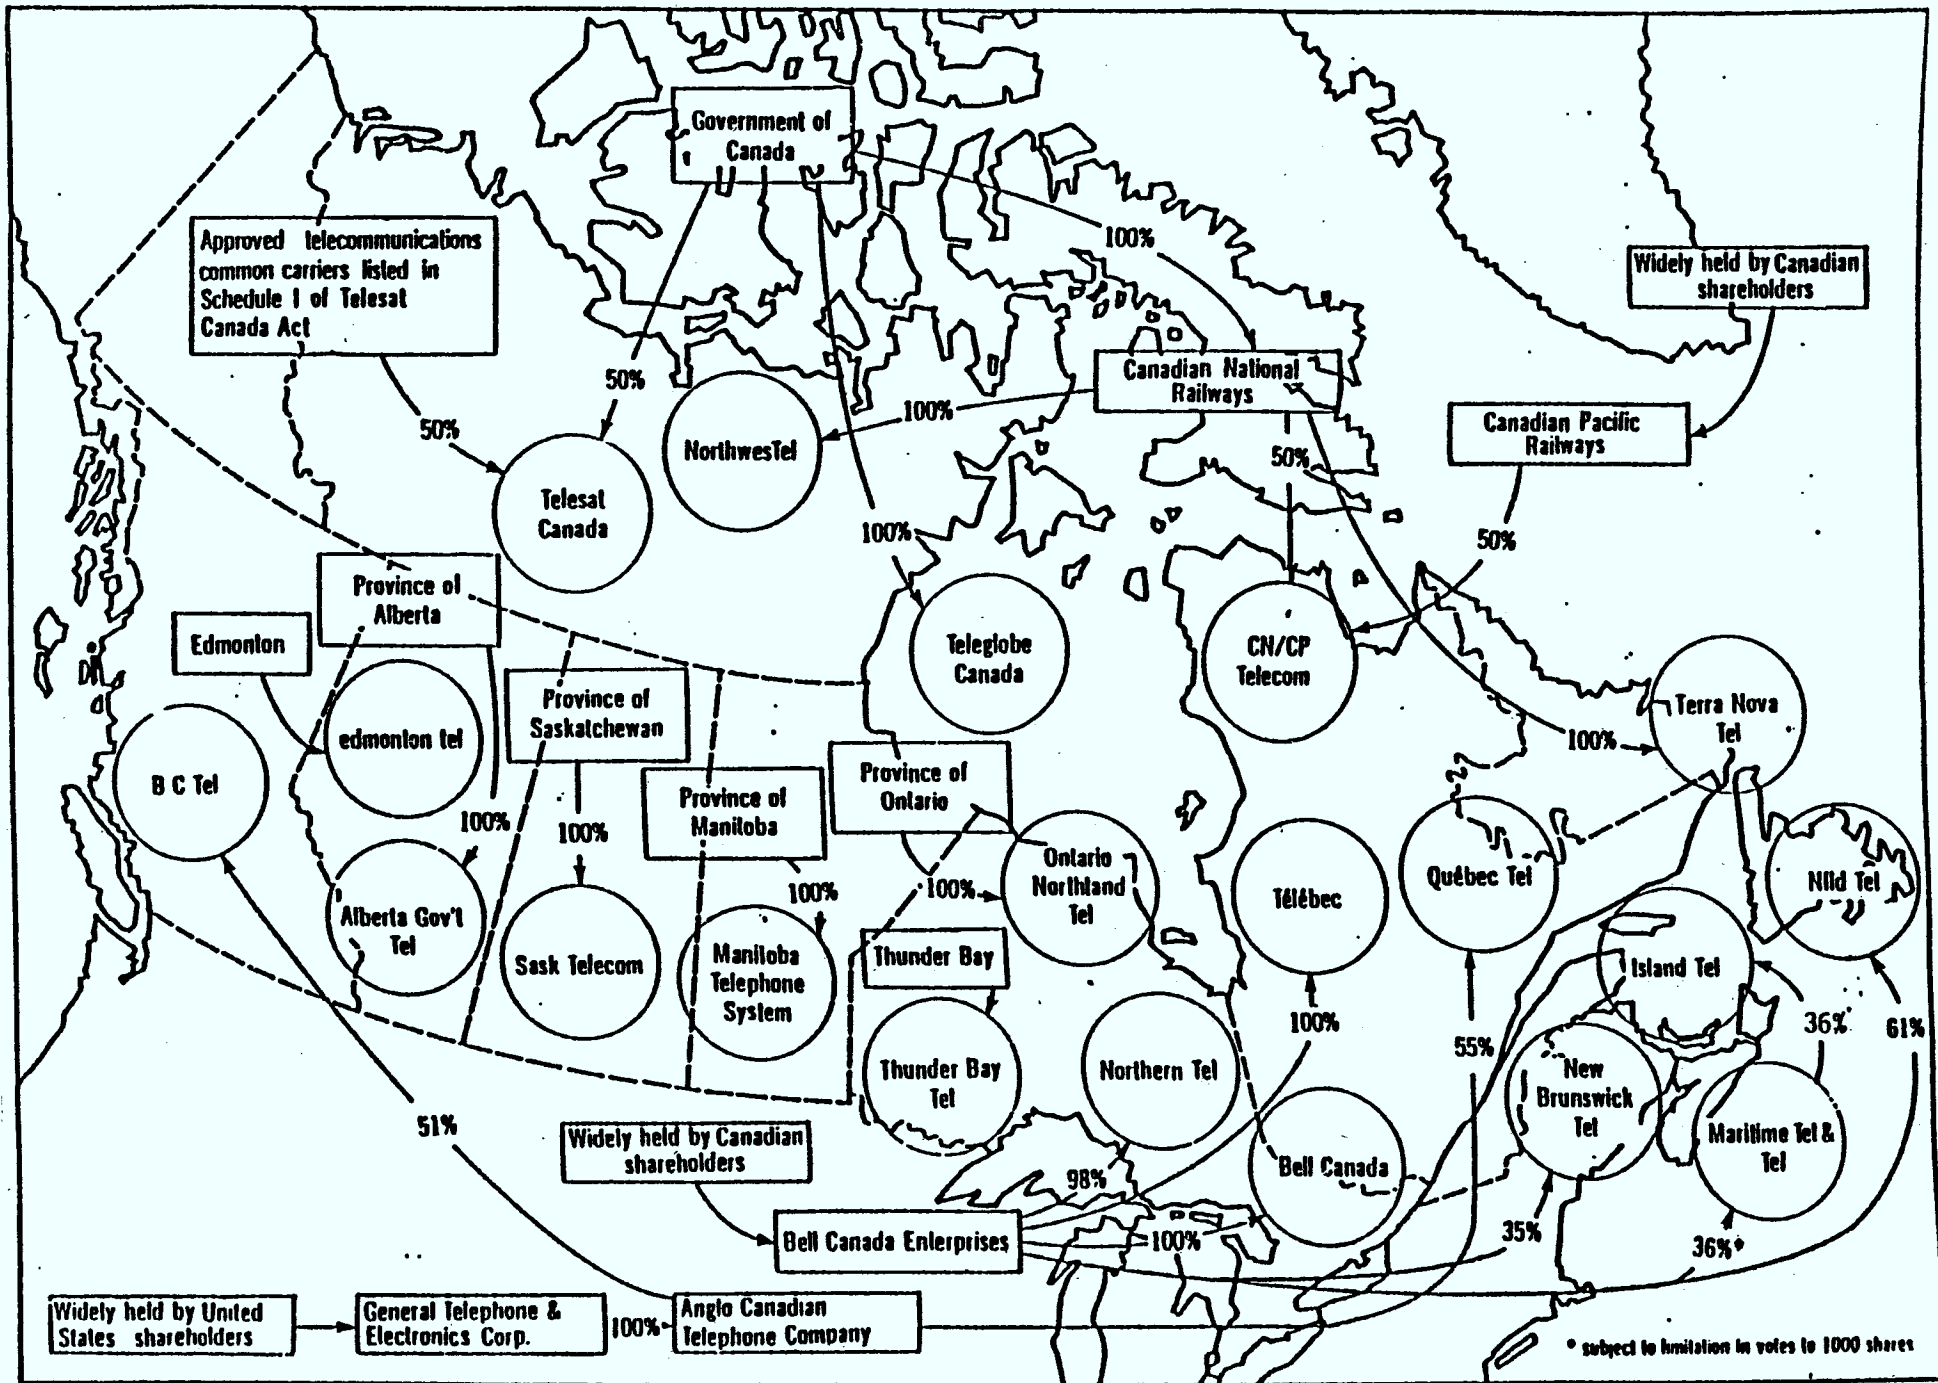 Government of
Canada
Approved telecommunications
common carriers listed in
Schedule I of Telesat
Canada Act
100%
Widely held by Canadian
shareholders
50%
Canadian National
Railways
100%
Canadian Pacific
Railways
50%
NorthwesTel
50%
Telesat
Canada
100%
50%
Province of
Alberta
Edmonton
Teleglobe
Canada
CN/CP
Telecom
Province of
Saskatchewan
Terra Nova
Tel
edmonton tel
100%
B C Tel
Province of
Ontario
Province of
Manitoba
100%
100%
Ontario
Northland
Tel
100%
100%
Télébec
Québec Tel
Nfld Tel
Alberta Gov't
Tel
Sask Telecom
Manitoba
Telephone
System
Thunder Bay
Island Tel
100%
55%
36%*
61%
Thunder Bay
Tel
Northern Tel
New
Brunswick
Tel
51%
Widely held by Canadian
shareholders
Maritime Tel &
Tel
98%
Bell Canada
Bell Canada Enterprises
100%
35%
36%*
Widely held by United
States shareholders
General Telephone &
Electronics Corp.
100%
Anglo Canadian
Telephone Company
* subject to limitation in votes to 1000 shares